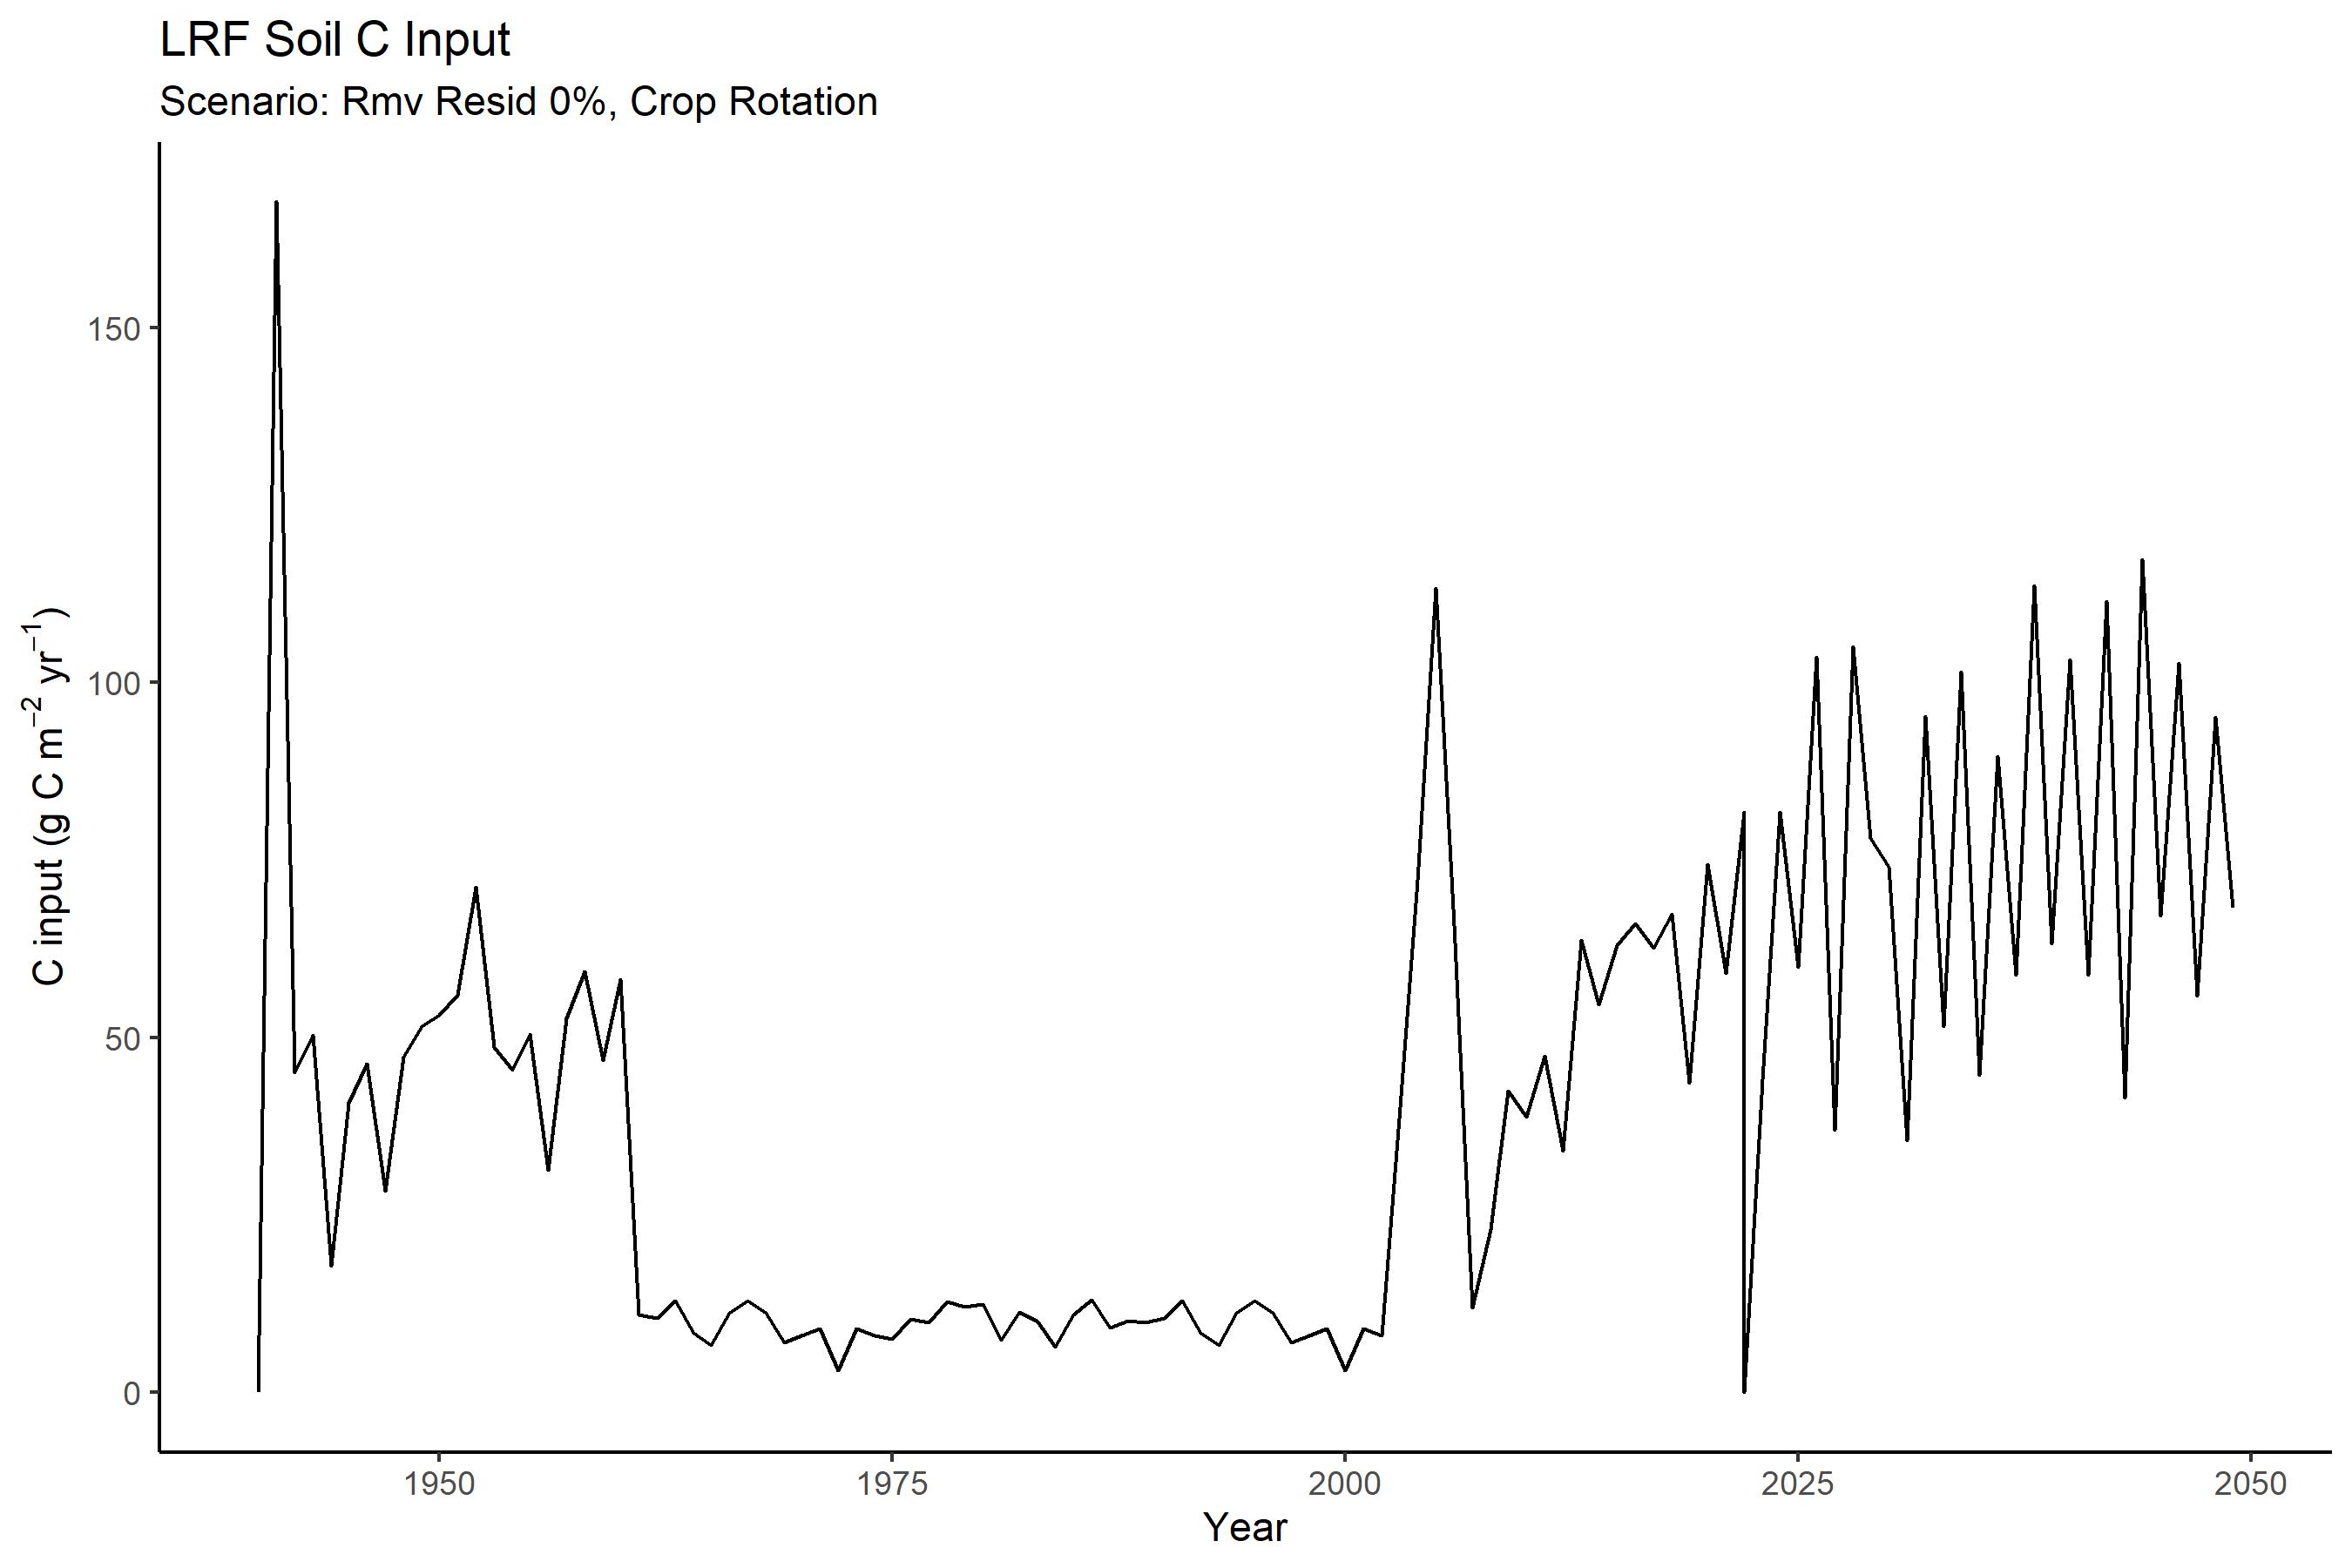 LRF Soil C Input
Scenario: Rmv Resid 0%, Crop Rotation
C input (g C m⁻² yr⁻¹)
150
100
50
0
1950 1975 2000 2025 2050
Year